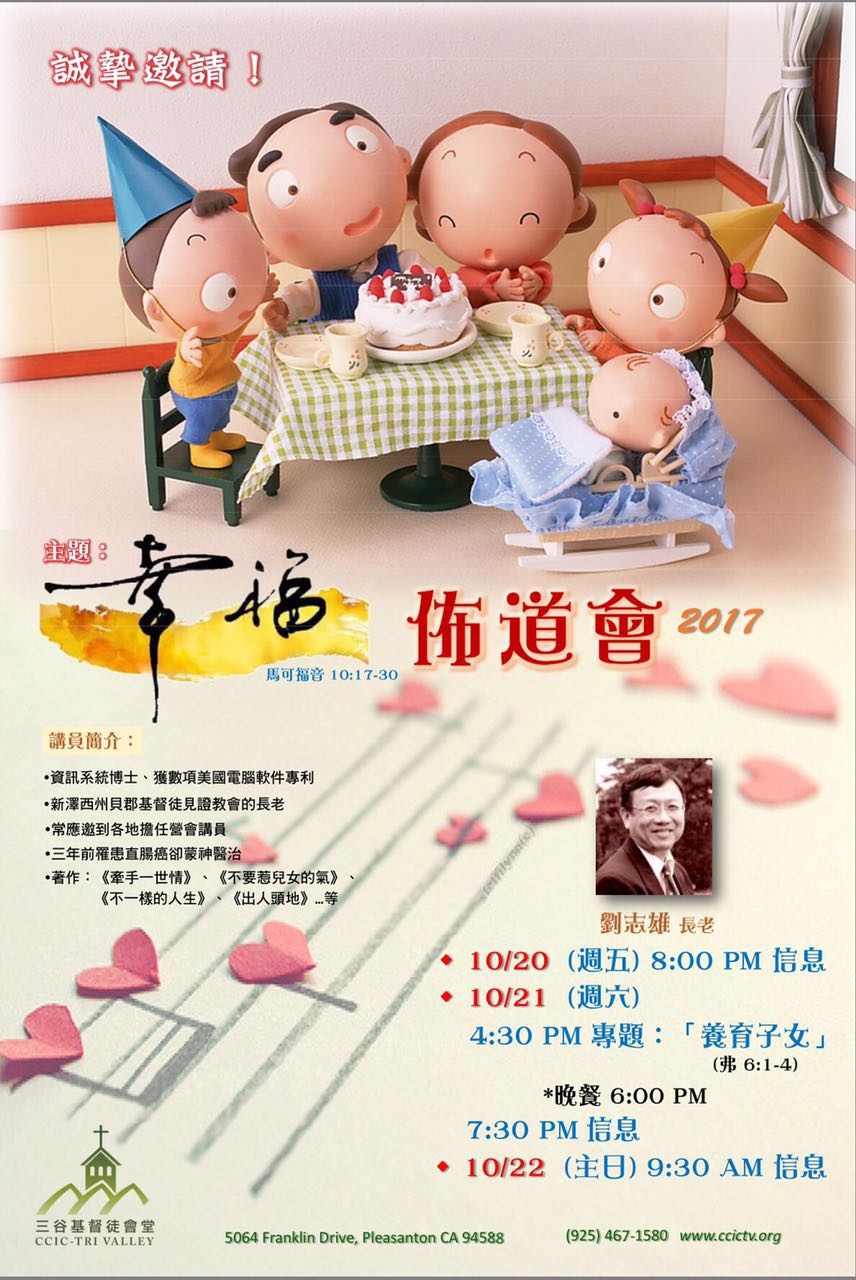 誠摯邀請！
主題：
幸福
佈道會 2017
馬可福音 10:17-30
講員簡介：
•資訊系統博士、獲數項美國電腦軟件專利
•新澤西州貝郡基督徒見證教會的長老
•常應邀到各地擔任營會講員
•三年前罹患直腸癌卻蒙神醫治
•著作：《牽手一世情》、《不要惹兒女的氣》、
《不一樣的人生》、《出人頭地》...等
劉志雄 長老
10/20 (週五) 8:00 PM 信息
10/21 (週六)
4:30 PM 專題：「養育子女」
(弗 6:1-4)
*晚餐 6:00 PM
7:30 PM 信息
10/22 (主日) 9:30 AM 信息
三谷基督徒會堂
CCIC-TRI VALLEY
5064 Franklin Drive, Pleasanton CA 94588
(925) 467-1580 www.ccictv.org